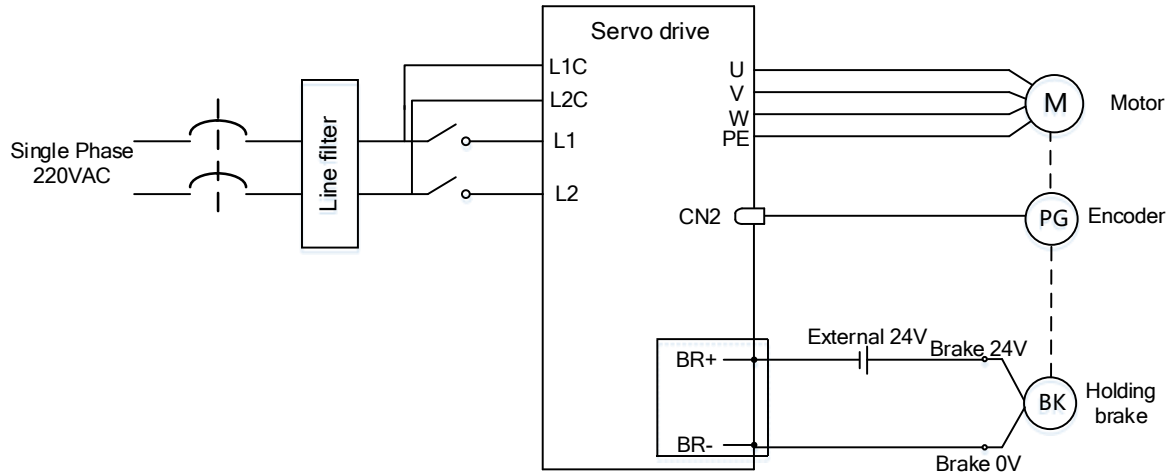 Servo drive
L1C
L2C
L1
L2
Single Phase
220VAC
Line filter
U
V
W
PE
M
Motor
CN2
PG
Encoder
External 24V
Brake 24V
BR+
BR-
BK
Holding
brake
Brake 0V